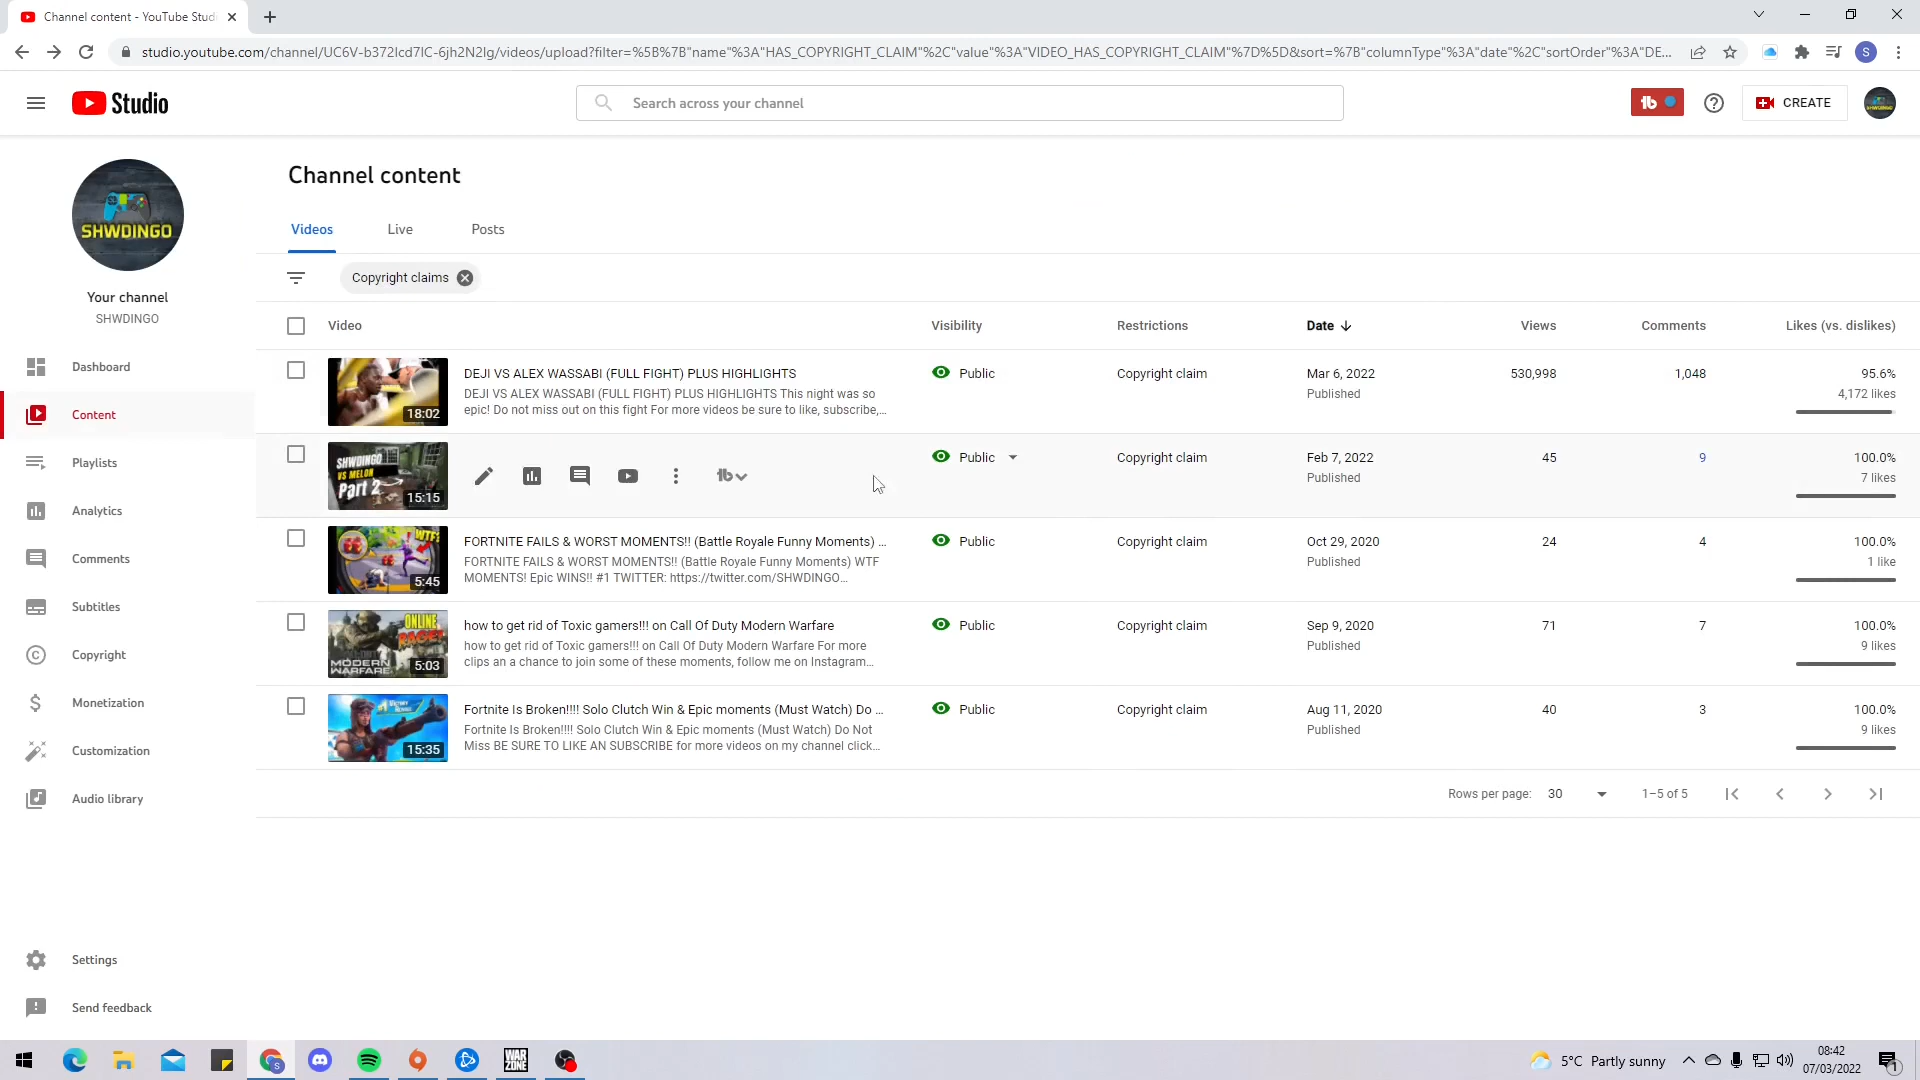 Channel content - YouTube Studi
studio.youtube.com/channel/UC6V-b372lcd7lC-6jh2N2lg/videos/upload?filter=%5B%7B"name"%3A"HAS_COPYRIGHT_CLAIM"%2C"value"%3A"VIDEO_HAS_COPYRIGHT_CLAIM"%7D%5D&sort=%7B"columnType"%3A"date"%2C"sortOrder"%3A"DE...
S
Studio
Search across your channel
tb
CREATE
SHWDINGO
Your channel
SHWDINGO
Dashboard
Content
Playlists
Analytics
Comments
Subtitles
Copyright
Monetization
Customization
Audio library
Settings
Send feedback
Channel content
Videos Live Posts
Copyright claims
Video Visibility Restrictions Date Views Comments Likes (vs. dislikes)
18:02
DEJI VS ALEX WASSABI (FULL FIGHT) PLUS HIGHLIGHTS
DEJI VS ALEX WASSABI (FULL FIGHT) PLUS HIGHLIGHTS This night was so
epic! Do not miss out on this fight For more videos be sure to like, subscribe,...
Public Copyright claim Mar 6, 2022 530,998 1,048 95.6%
Published 4,172 likes
SHWDINGO
VS MELON
Part 2
15:15
tb
Public Copyright claim Feb 7, 2022 45 9 100.0%
Published 7 likes
WTF?
5:45
FORTNITE FAILS & WORST MOMENTS!! (Battle Royale Funny Moments) ...
FORTNITE FAILS & WORST MOMENTS!! (Battle Royale Funny Moments) WTF
MOMENTS! Epic WINS!! #1 TWITTER: https://twitter.com/SHWDINGO...
Public Copyright claim Oct 29, 2020 24 4 100.0%
Published 1 like
ONLINE
RAGE!
MODERN
WARFARE
5:03
how to get rid of Toxic gamers!!! on Call Of Duty Modern Warfare
how to get rid of Toxic gamers!!! on Call Of Duty Modern Warfare For more
clips an a chance to join some of these moments, follow me on Instagram...
Public Copyright claim Sep 9, 2020 71 7 100.0%
Published 9 likes
#1 VICTORY ROYALE
15:35
Fortnite Is Broken!!!! Solo Clutch Win & Epic moments (Must Watch) Do ...
Fortnite Is Broken!!!! Solo Clutch Win & Epic moments (Must Watch) Do Not
Miss BE SURE TO LIKE AN SUBSCRIBE for more videos on my channel click...
Public Copyright claim Aug 11, 2020 40 3 100.0%
Published 9 likes
Rows per page: 30 1–5 of 5
WAR
ZONE
5°C Partly sunny
08:42
07/03/2022
1